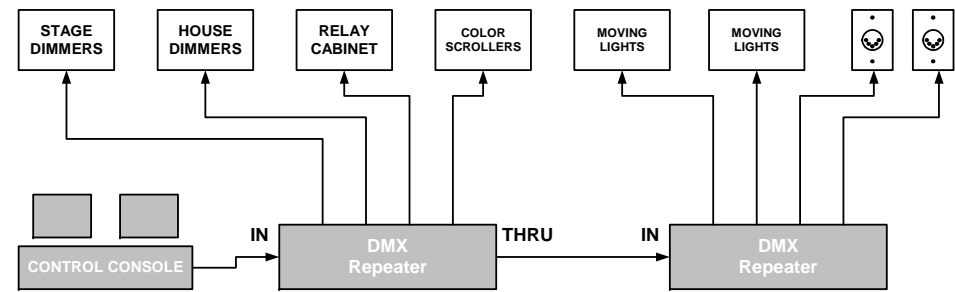 STAGE
DIMMERS
HOUSE
DIMMERS
RELAY
CABINET
COLOR
SCROLLERS
MOVING
LIGHTS
MOVING
LIGHTS
IN
DMX
Repeater
THRU
IN
DMX
Repeater
CONTROL CONSOLE